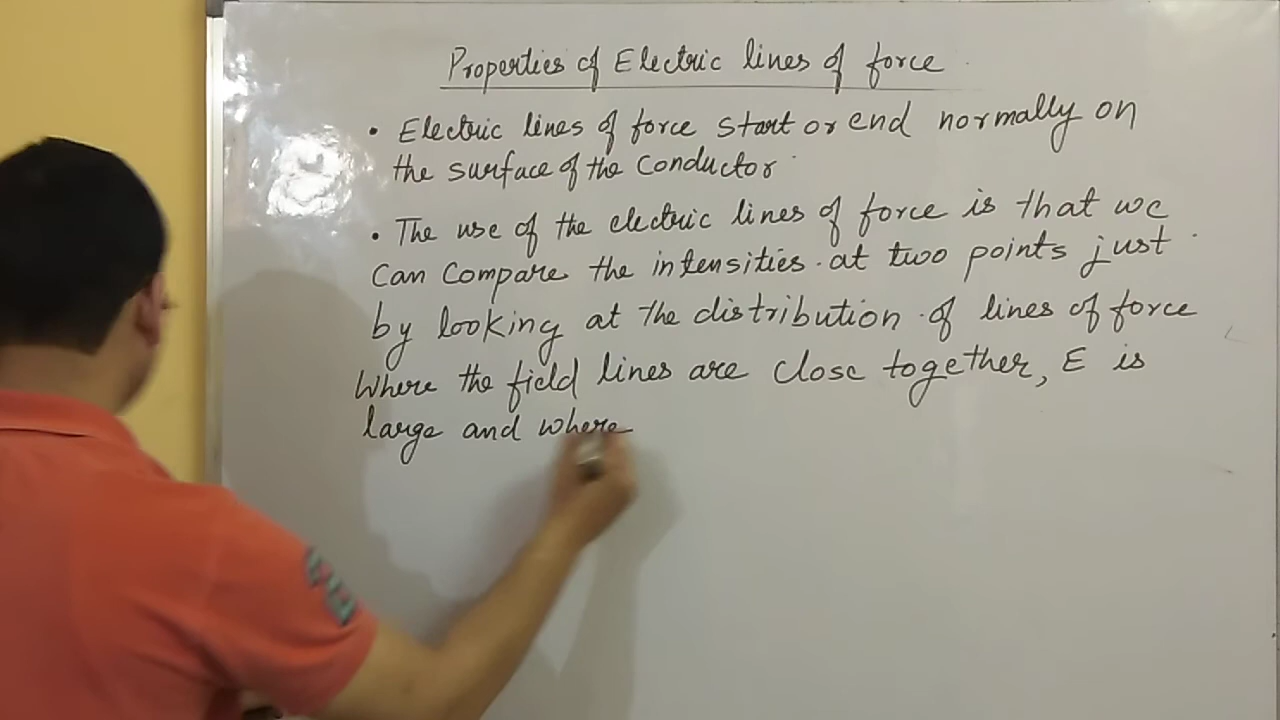 Properties of Electric lines of force
• Electric lines of force start or end normally on
the surface of the Conductor
• The use of the electric lines of force is that we
Can Compare the intensities at two points just
by looking at the distribution of lines of force
Where the field lines are close together, E is
large and where